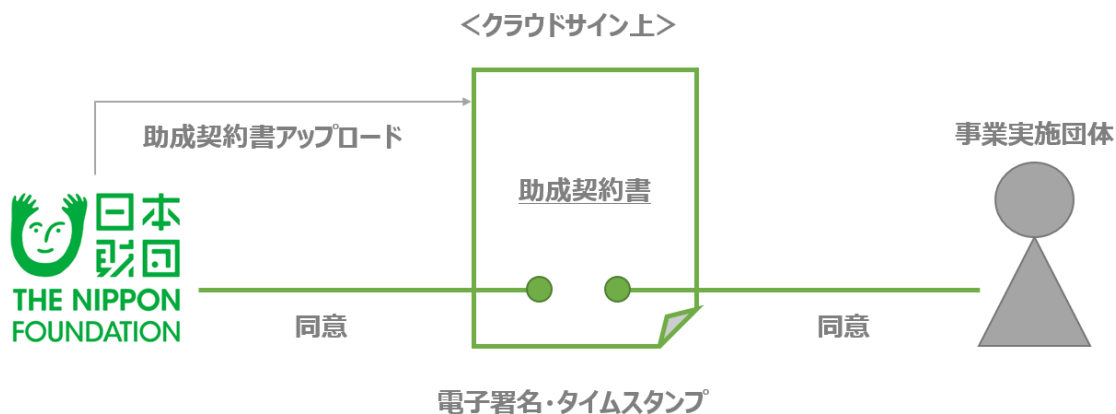 ＜クラウドサイン上＞
助成契約書アップロード
事業実施団体
助成契約書
日本
財団
THE NIPPON
FOUNDATION
同意
同意
電子署名・タイムスタンプ